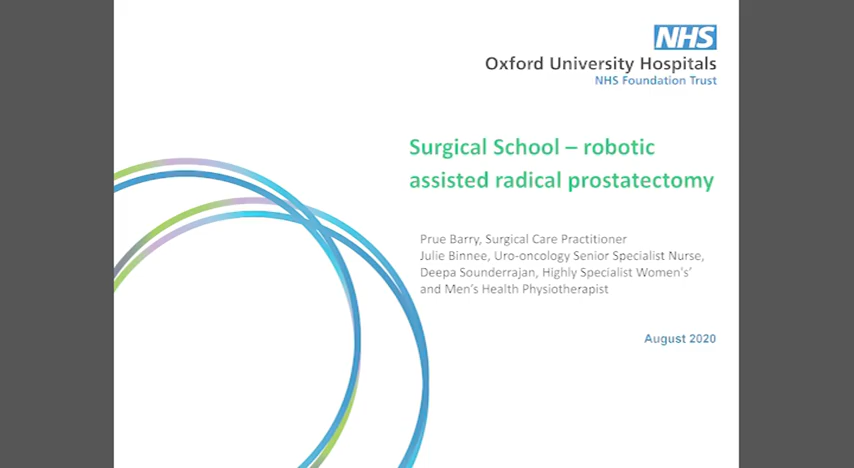 NHS
Oxford University Hospitals
NHS Foundation Trust
Surgical School – robotic
assisted radical prostatectomy
Prue Barry, Surgical Care Practitioner
Julie Binnee, Uro-oncology Senior Specialist Nurse,
Deepa Sounderrajan, Highly Specialist Women's’
and Men’s Health Physiotherapist
August 2020